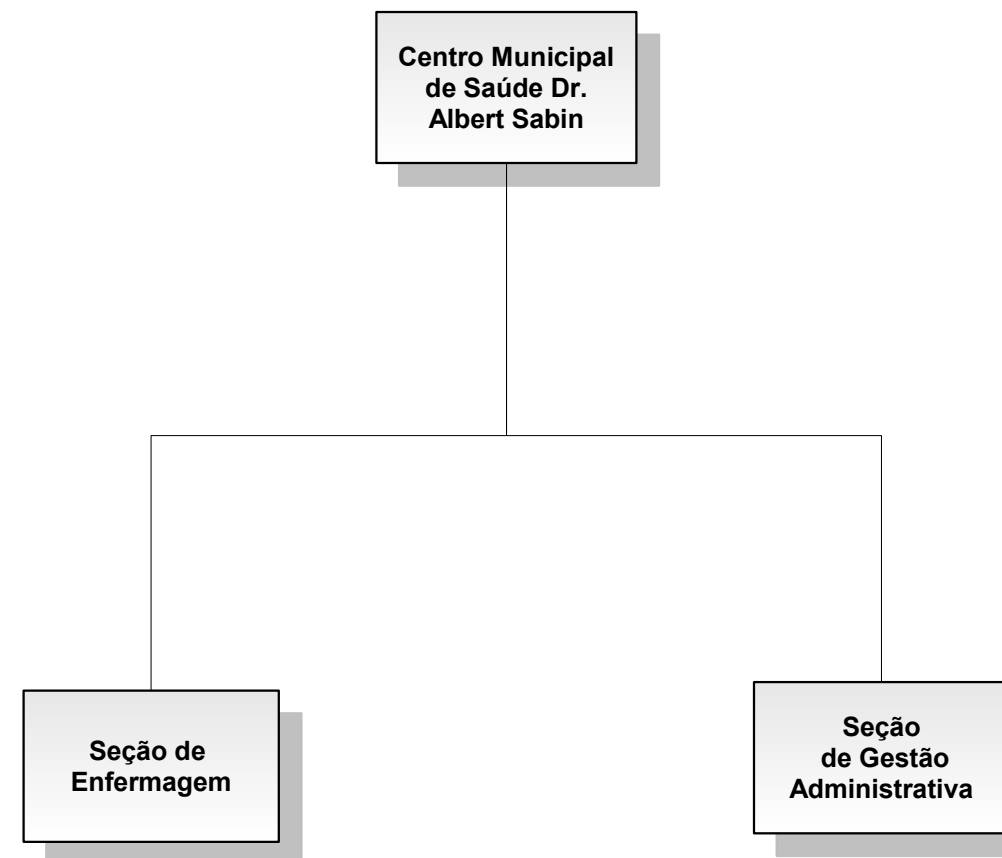 Centro Municipal
de Saúde Dr.
Albert Sabin
Seção de
Enfermagem
Seção
de Gestão
Administrativa